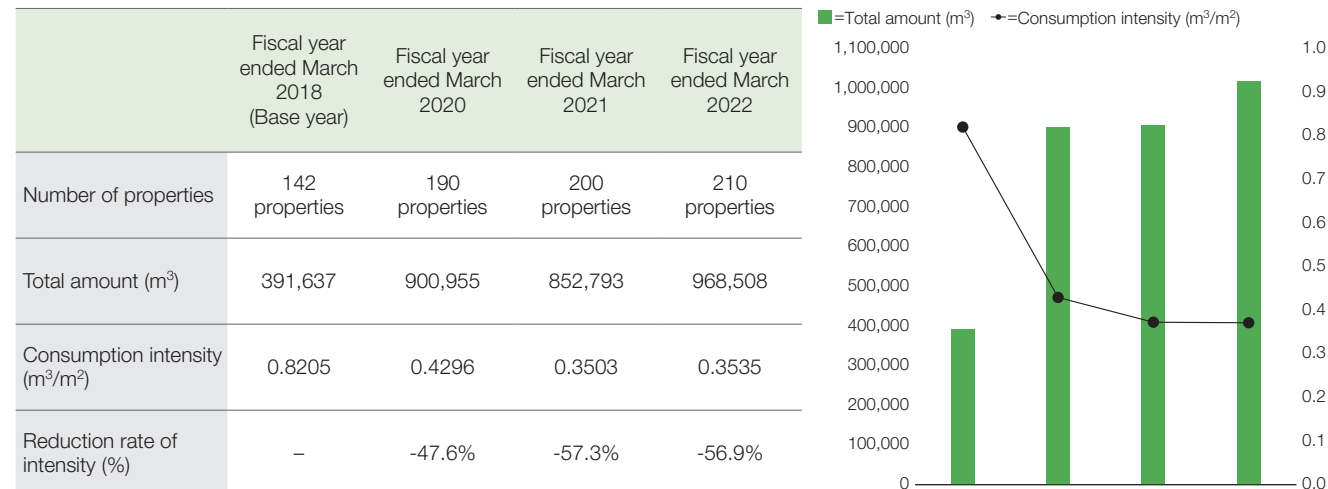 Fiscal year
ended March
2018
(Base year)
Fiscal year
ended March
2020
Fiscal year
ended March
2021
Fiscal year
ended March
2022
Number of properties
142
properties
190
properties
200
properties
210
properties
Total amount (m³)
391,637
900,955
852,793
968,508
Consumption intensity
(m³/m²)
0.8205
0.4296
0.3503
0.3535
Reduction rate of
intensity (%)
–
-47.6%
-57.3%
-56.9%
=Total amount (m³)
=Consumption intensity (m³/m²)
1,100,000
1,000,000
900,000
800,000
700,000
600,000
500,000
400,000
300,000
200,000
100,000
0
1.0
0.9
0.8
0.7
0.6
0.5
0.4
0.3
0.2
0.1
0.0